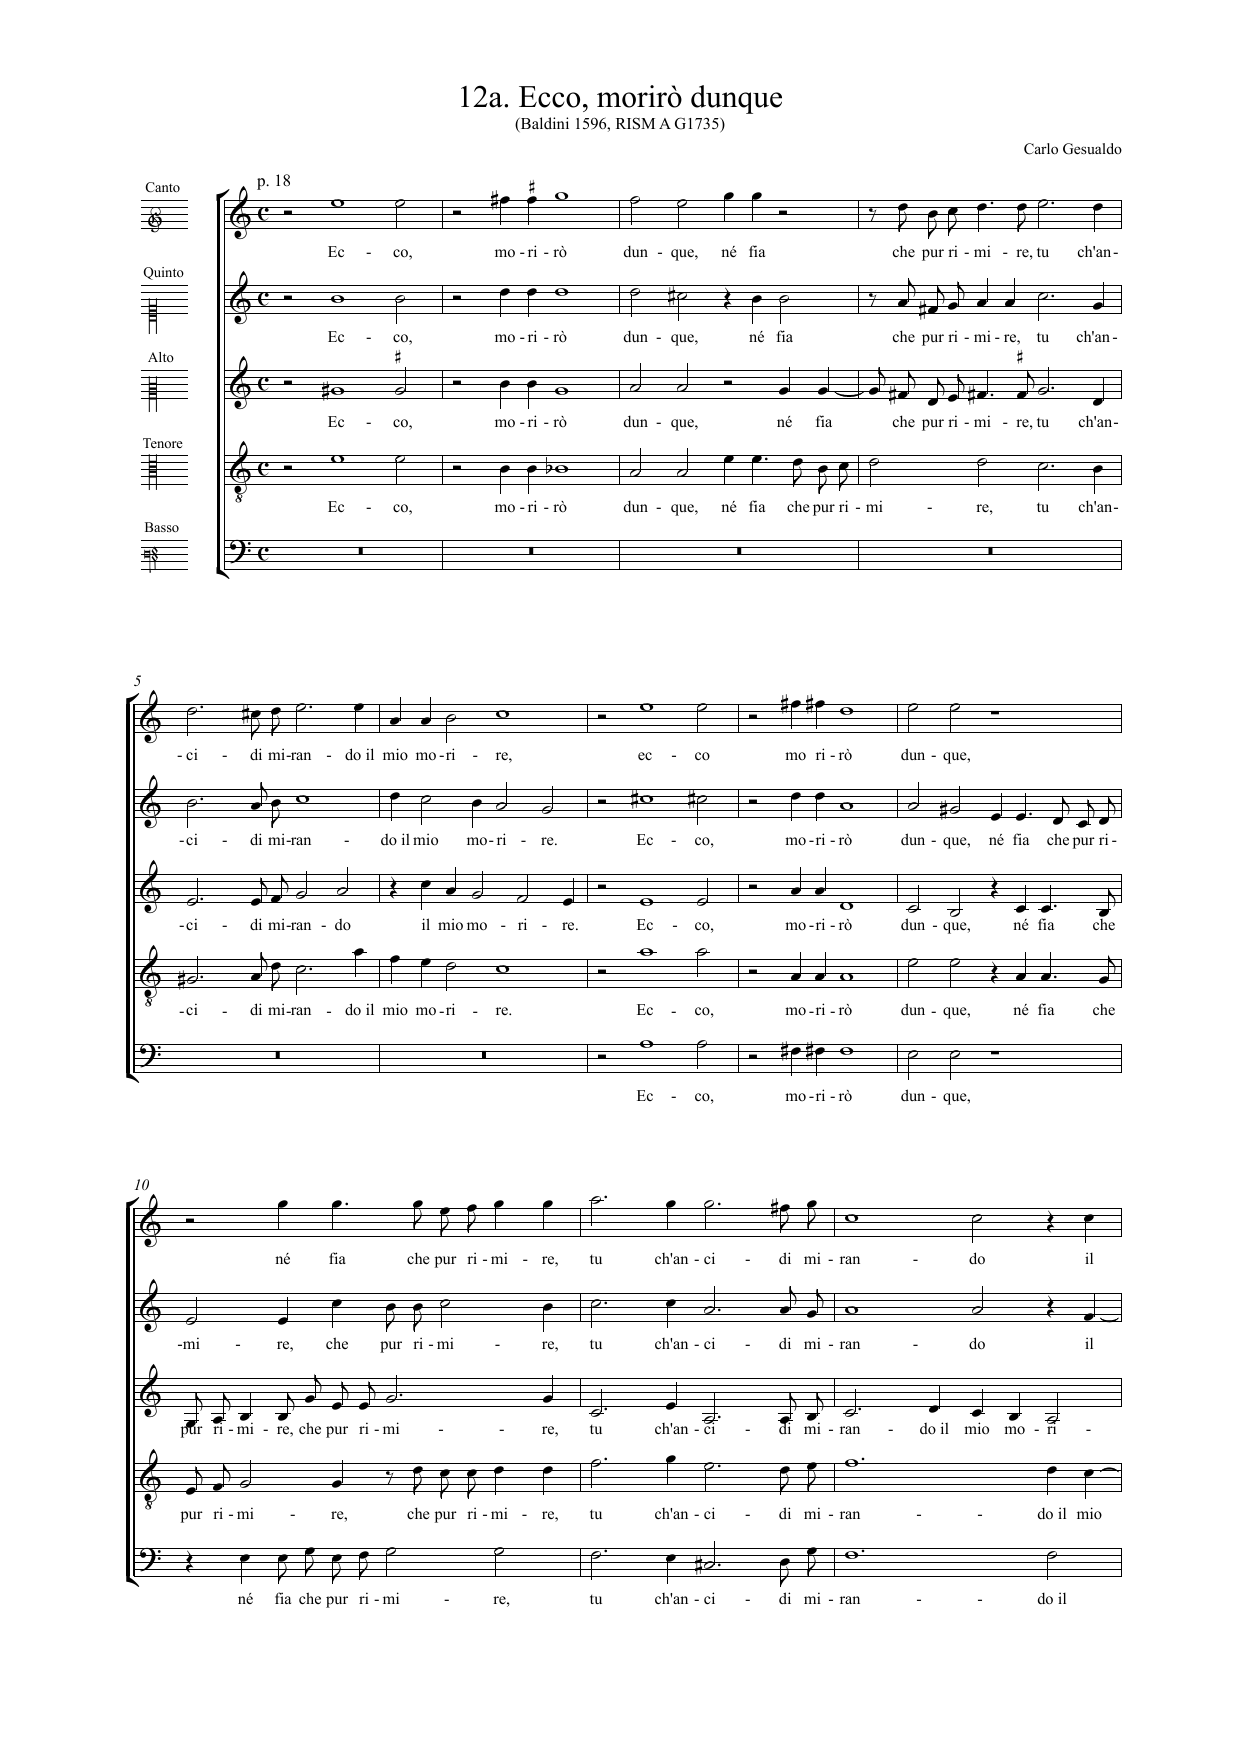 12a. Ecco, morirò dunque
(Baldini 1596, RISM A G1735)
Carlo Gesualdo
Canto
p. 18
Ec - co, mo - ri - rò dun - que, né fia che pur ri - mi - re, tu ch'an-
Quinto
Ec - co, mo - ri - rò dun - que, né fia che pur ri - mi - re, tu ch'an-
Alto
Ec - co, mo - ri - rò dun - que, né fia che pur ri - mi - re, tu ch'an-
Tenore
8
Ec - co, mo - ri - rò dun - que, né fia che pur ri - mi - re, tu ch'an-
Basso
5
- ci - di mi-ran - do il mio mo - ri - re, ec - co mo ri - rò dun - que,
-ci - di mi-ran - do il mio mo - ri - re. Ec - co, mo - ri - rò dun - que, né fia che pur ri -
-ci - di mi-ran - do il mio mo - ri - re. Ec - co, mo - ri - rò dun - que, né fia che
8
-ci - di mi-ran - do il mio mo - ri - re. Ec - co, mo - ri - rò dun - que, né fia che
Ec - co, mo - ri - rò dun - que,
10
né fia che pur ri - mi - re, tu ch'an - ci - di mi - ran - do il
-mi - re, che pur ri - mi - re, tu ch'an - ci - di mi - ran - do il
pur ri - mi - re, che pur ri - mi - re, tu ch'an - ci - di mi - ran - do il mio mo - ri -
8
pur ri - mi - re, che pur ri - mi - re, tu ch'an - ci - di mi - ran - - do il mio
né fia che pur ri - mi - re, tu ch'an - ci - di mi - ran - - do il